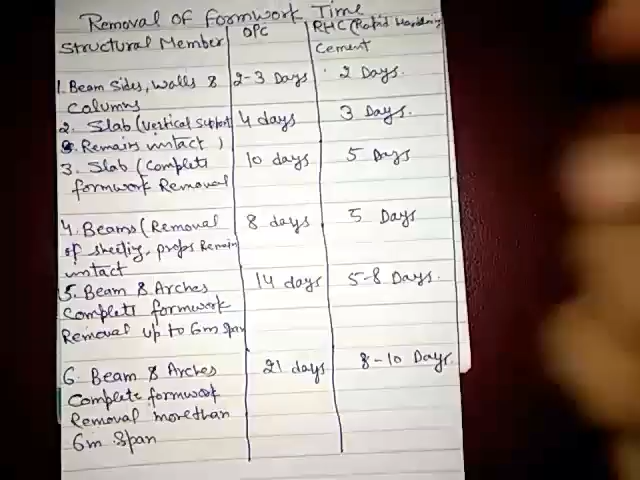 Removal of Formwork Time
Structural Member OPC RHC (Rapid Hardening
Cement
1. Beam Sides, Walls & 2-3 Days 2 Days.
Columns
2. Slab (Vertical Support 4 days 3 Days.
Remains intact)
3. Slab (Complete 10 days 5 Days
formwork Removal
4. Beams (Removal 8 days 5 Days
of sheeting, props Remain
intact
5. Beam & Arches 14 days 5-8 Days.
Complete formwork
Removal up to 6m span
6. Beam & Arches 21 days 8-10 Days.
Complete formwork
Removal more than
6m Span